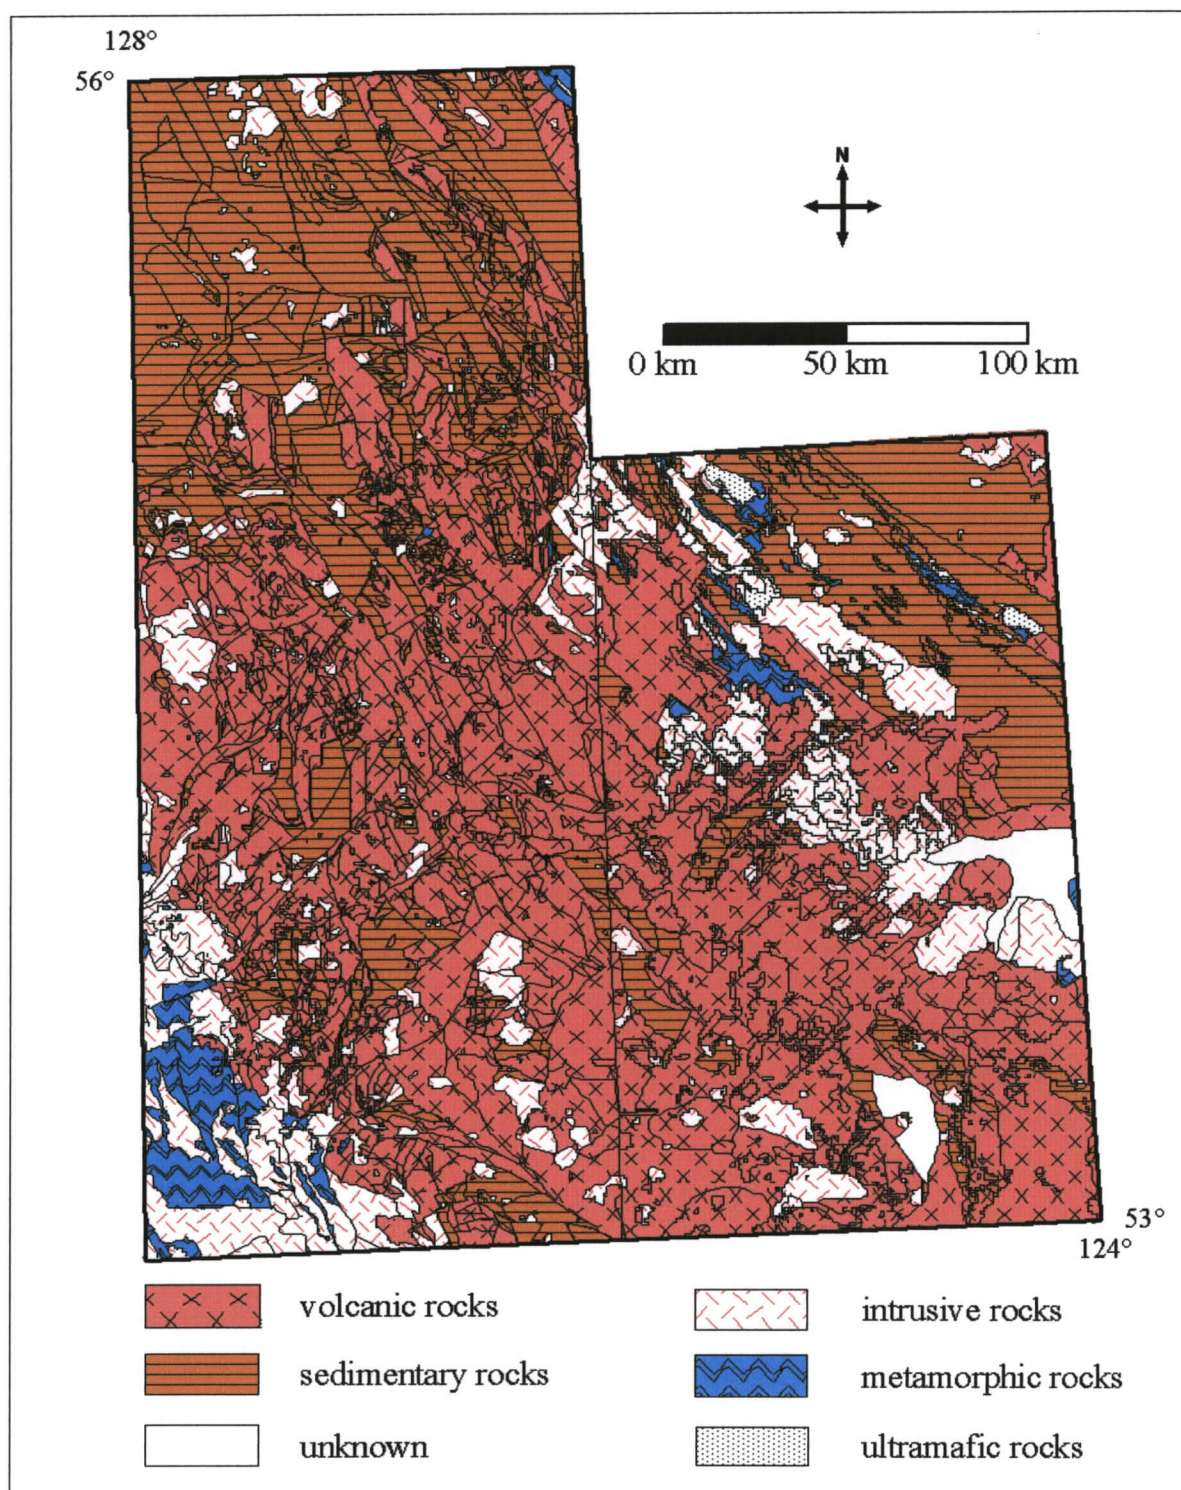 128°
56°
N
0 km 50 km 100 km
53°
124°
volcanic rocks
intrusive rocks
sedimentary rocks
metamorphic rocks
unknown
ultramafic rocks